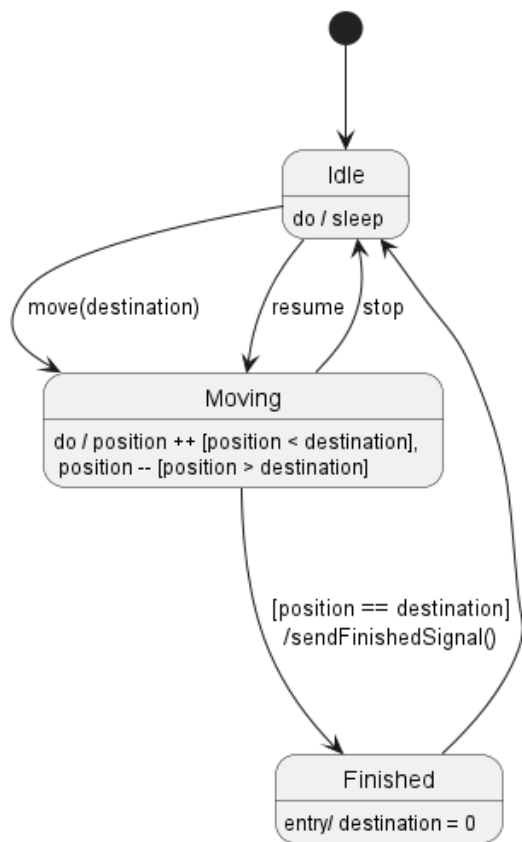 Idle
do / sleep
move(destination)
resume
stop
Moving
do / position ++ [position < destination],
position -- [position > destination]
[position == destination]
/sendFinishedSignal()
Finished
entry/ destination = 0